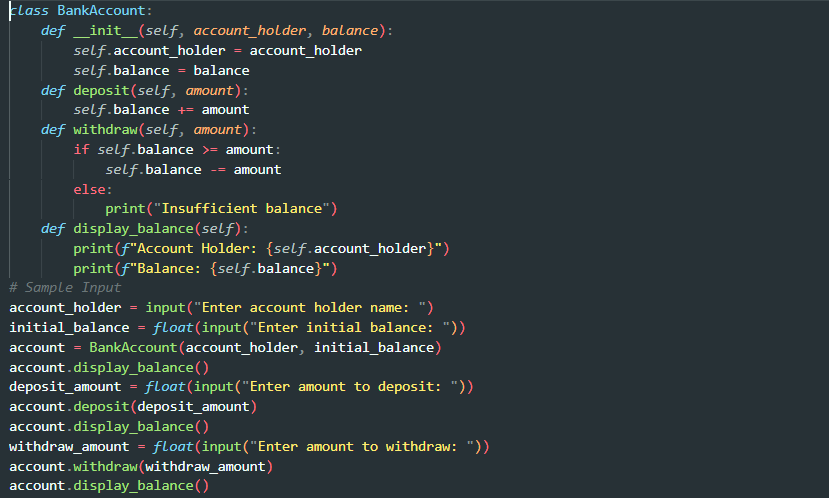 class BankAccount:
    def __init__(self, account_holder, balance):
        self.account_holder = account_holder
        self.balance = balance
    def deposit(self, amount):
        self.balance += amount
    def withdraw(self, amount):
        if self.balance >= amount:
            self.balance -= amount
        else:
            print("Insufficient balance")
    def display_balance(self):
        print(f"Account Holder: {self.account_holder}")
        print(f"Balance: {self.balance}")
# Sample Input
account_holder = input("Enter account holder name: ")
initial_balance = float(input("Enter initial balance: "))
account = BankAccount(account_holder, initial_balance)
account.display_balance()
deposit_amount = float(input("Enter amount to deposit: "))
account.deposit(deposit_amount)
account.display_balance()
withdraw_amount = float(input("Enter amount to withdraw: "))
account.withdraw(withdraw_amount)
account.display_balance()